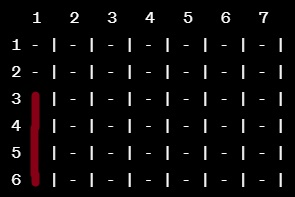 1 2 3 4 5 6 7
1 - | - | - | - | - | - | - |
2 - | - | - | - | - | - | - |
3 | - | - | - | - | - | - |
4 | - | - | - | - | - | - |
5 | - | - | - | - | - | - |
6 | - | - | - | - | - | - |